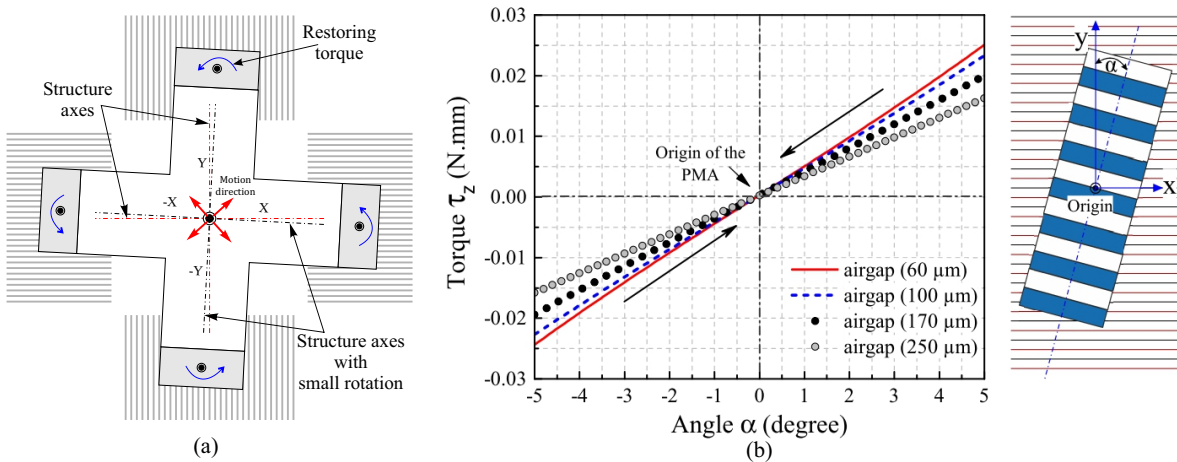 Restoring
torque
Structure
axes
Y
Motion
direction
-X
X
-Y
Structure axes
with
small rotation
(a)
Torque τz (N.mm)
0.03
0.02
0.01
0.00
-0.01
-0.02
-0.03
Origin of the
PMA
airgap (60 µm)
airgap (100 µm)
airgap (170 µm)
airgap (250 µm)
-5 -4 -3 -2 -1 0 1 2 3 4 5
Angle α (degree)
(b)
y
α
x
Origin